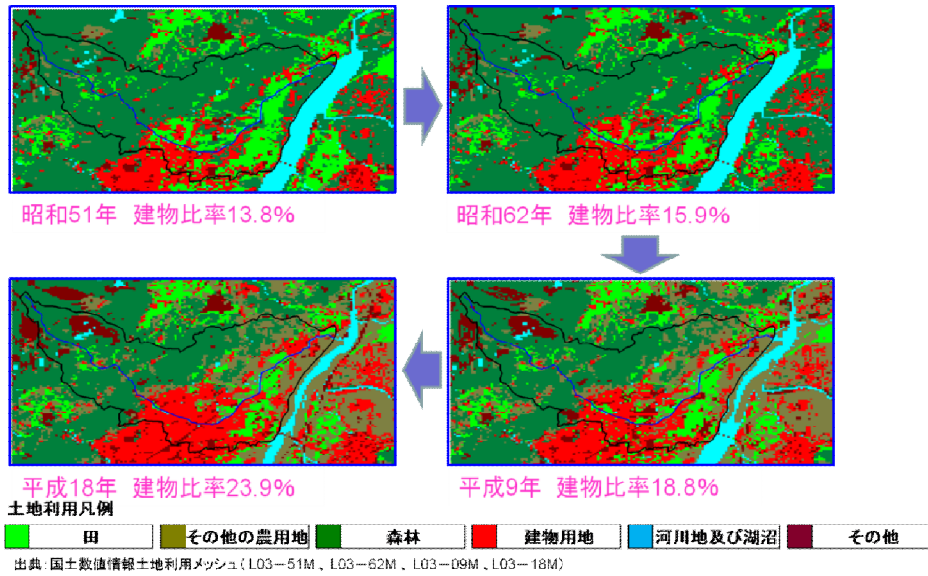 昭和51年 建物比率13.8%
昭和62年 建物比率15.9%
平成18年 建物比率23.9%
平成9年 建物比率18.8%
土地利用凡例
田 その他の農用地 森林 建物用地 河川地及び湖沼 その他
出典:国土数値情報土地利用メッシュ(L03-51M、L03-62M、L03-09M、L03-18M)